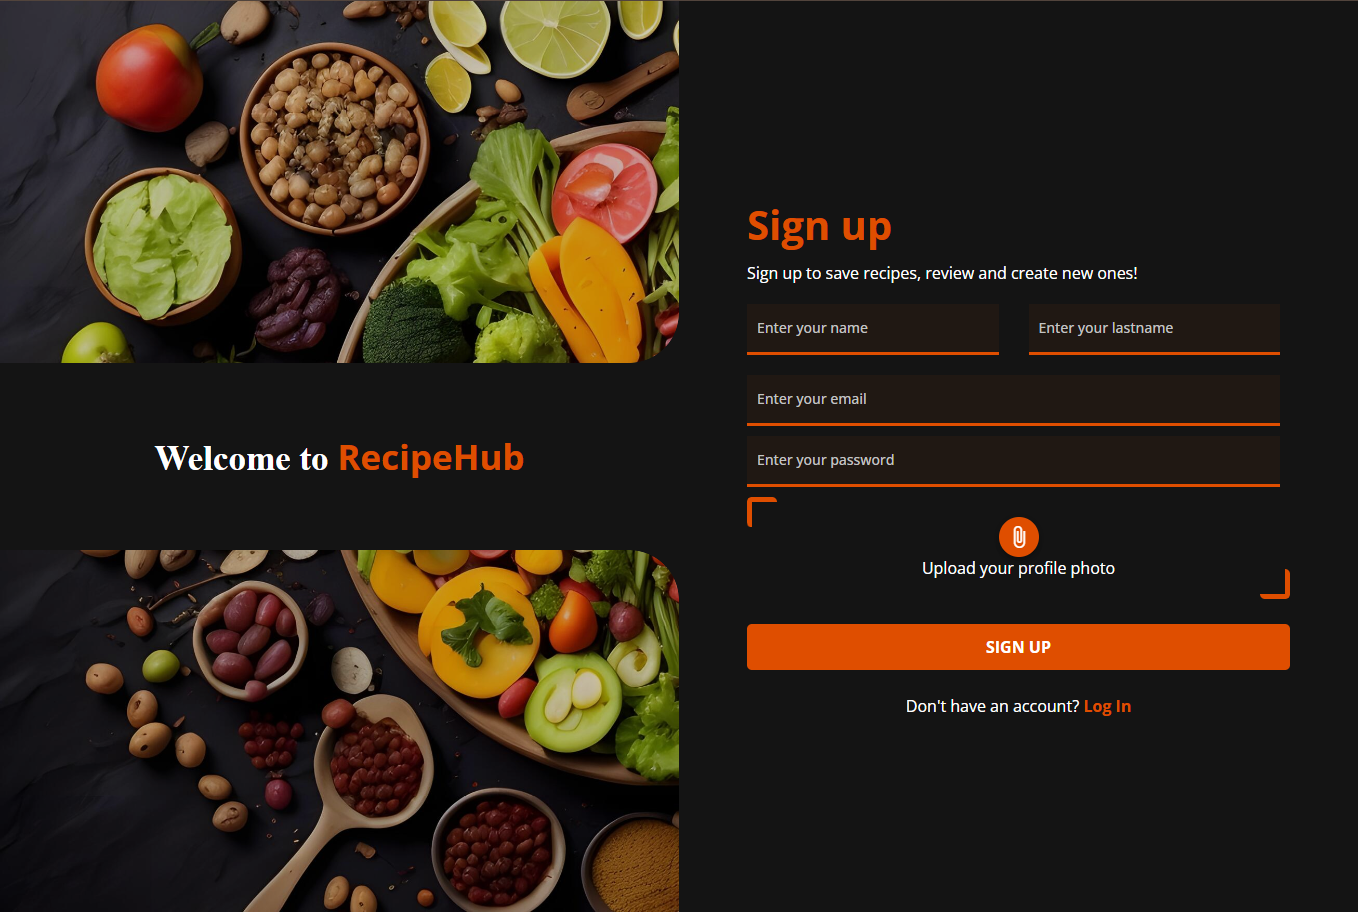 Welcome to RecipeHub
Sign up
Sign up to save recipes, review and create new ones!
Enter your name
Enter your lastname
Enter your email
Enter your password
Upload your profile photo
SIGN UP
Don't have an account? Log In